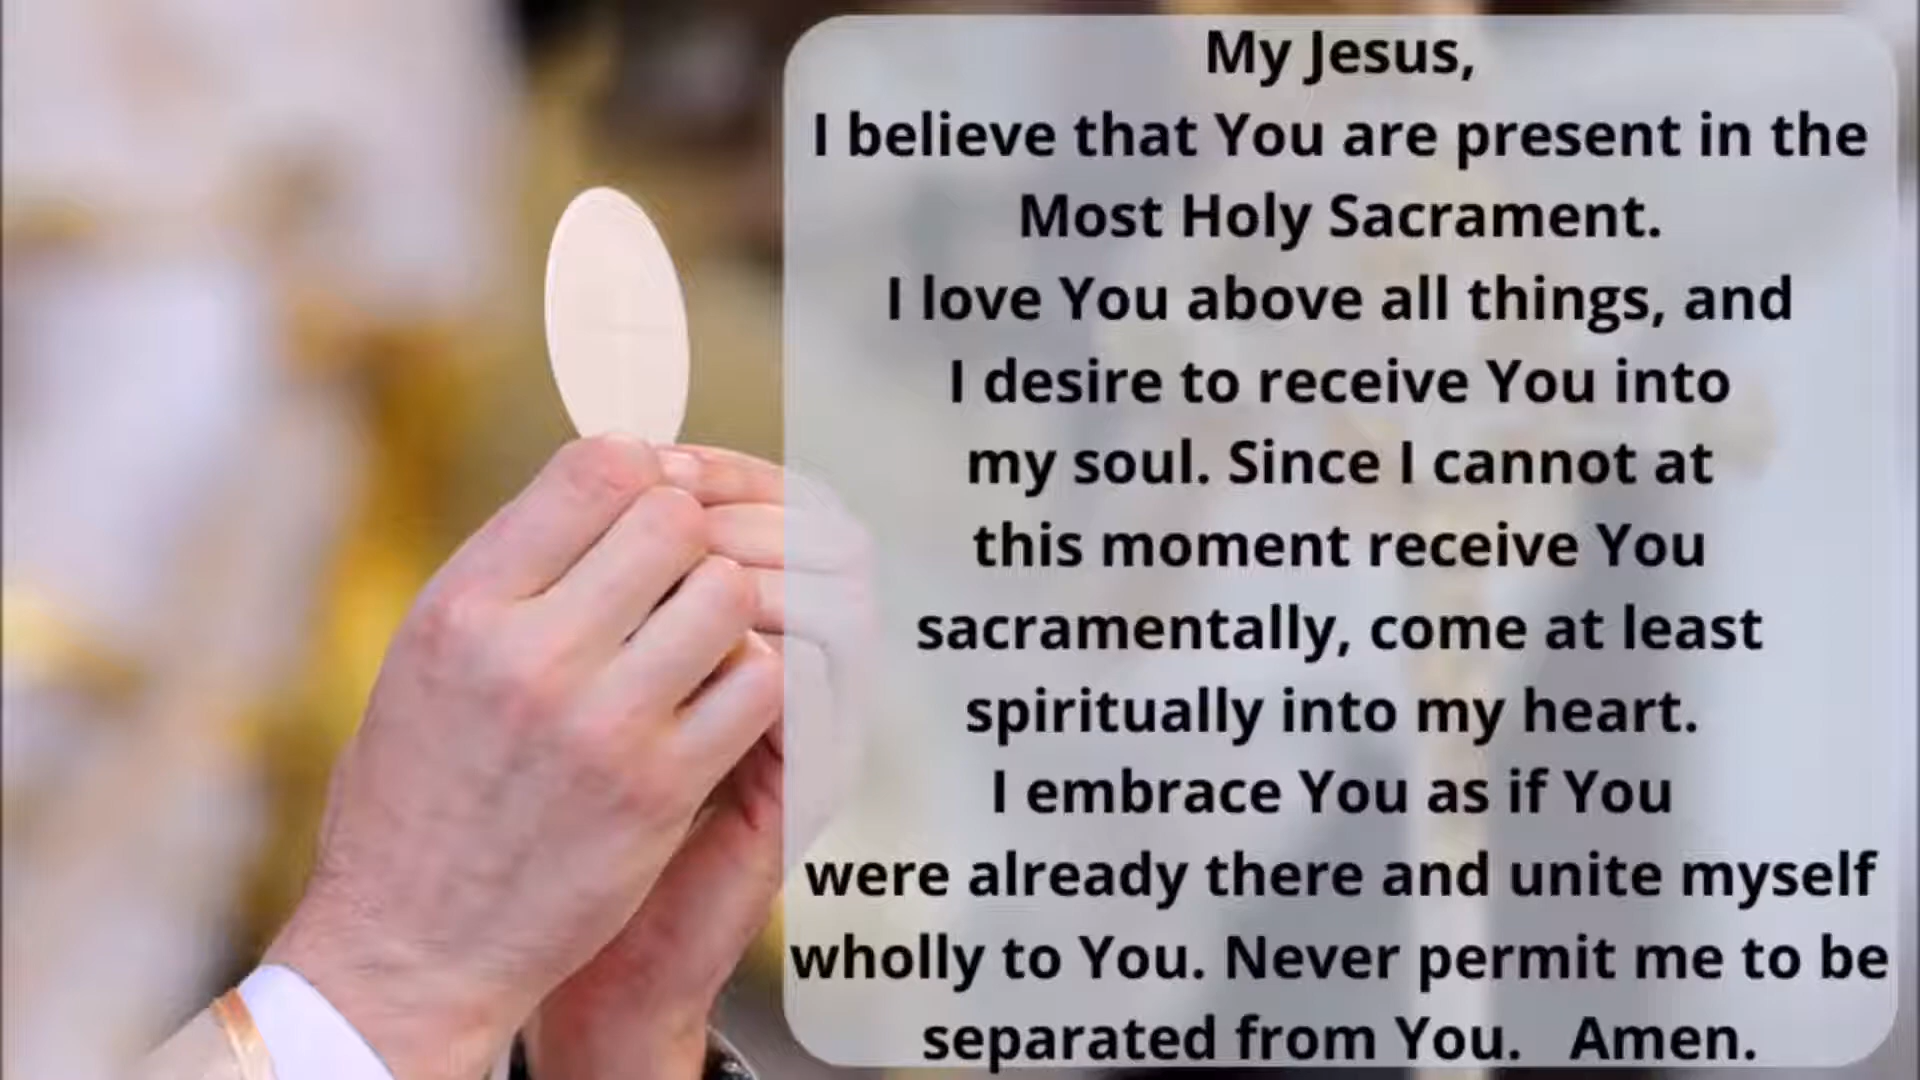 My Jesus,
I believe that You are present in the
Most Holy Sacrament.
I love You above all things, and
I desire to receive You into
my soul. Since I cannot at
this moment receive You
sacramentally, come at least
spiritually into my heart.
I embrace You as if You
were already there and unite myself
wholly to You. Never permit me to be
separated from You. Amen.